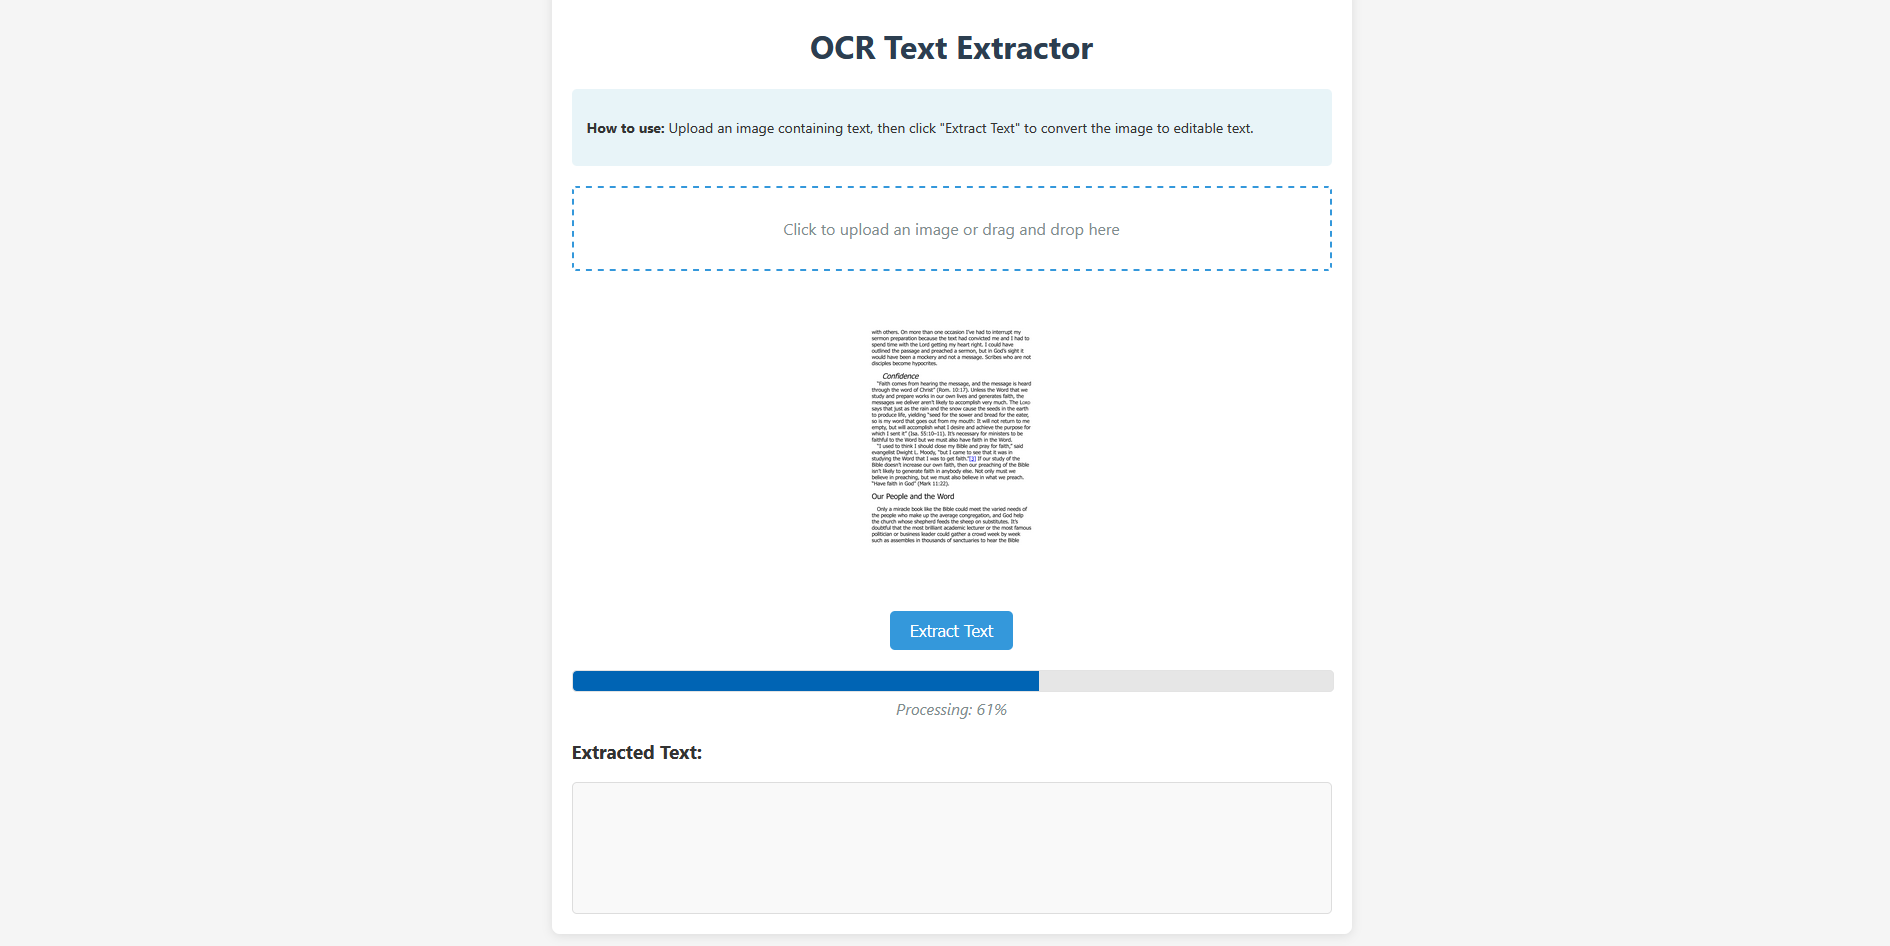 OCR Text Extractor
How to use: Upload an image containing text, then click "Extract Text" to convert the image to editable text.
Click to upload an image or drag and drop here
with others. On more than one occasion I've had to interrupt my
sermon preparation because the text had convicted me and I had to
spend time with the Lord getting my heart right. I could have
outlined the passage and preached a sermon, but in God's sight it
would have been a mockery and not a message. Scribes who are not
disciples become hypocrites.
Confidence
"Faith comes from hearing the message, and the message is heard
through the word of Christ" (Rom. 10:17). Unless the Word that we
study and prepare works in our own lives and generates faith, the
messages we deliver aren't likely to accomplish very much. The LORD
says that just as the rain and the snow cause the seeds in the earth
to produce life, yielding "seed for the sower and bread for the eater,
so is my word that goes out from my mouth: It will not return to me
empty, but will accomplish what I desire and achieve the purpose for
which I sent it" (Isa. 55:10–11). It's necessary for ministers to be
faithful to the Word but we must also have faith in the Word.
"I used to think I should close my Bible and pray for faith," said
evangelist Dwight L. Moody, "but I came to see that it was in
studying the Word that I was to get faith."[3] If our study of the
Bible doesn't increase our own faith, then our preaching of the Bible
isn't likely to generate faith in anybody else. Not only must we
believe in preaching, but we must also believe in what we preach.
"Have faith in God" (Mark 11:22).
Our People and the Word
Only a miracle book like the Bible could meet the varied needs of
the people who make up the average congregation, and God help
the church whose shepherd feeds the sheep on substitutes. It's
doubtful that the most brilliant academic lecturer or the most famous
politician or business leader could gather a crowd week by week
such as assembles in thousands of sanctuaries to hear the Bible
Extract Text
Processing: 61%
Extracted Text: